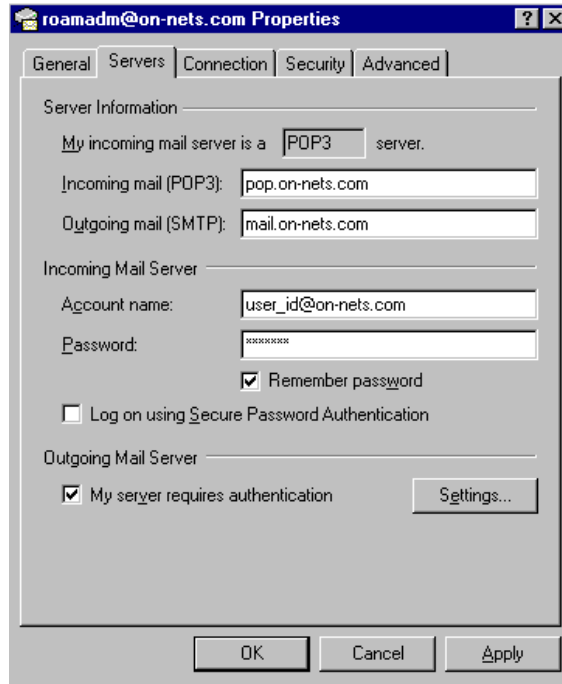 roamadm@on-nets.com Properties
General Servers Connection Security Advanced
Server Information
My incoming mail server is a POP3 server.
Incoming mail (POP3): pop.on-nets.com
Outgoing mail (SMTP): mail.on-nets.com
Incoming Mail Server
Account name: user_id@on-nets.com
Password: xxxxxxx
Remember password
Log on using Secure Password Authentication
Outgoing Mail Server
My server requires authentication Settings...
OK Cancel Apply